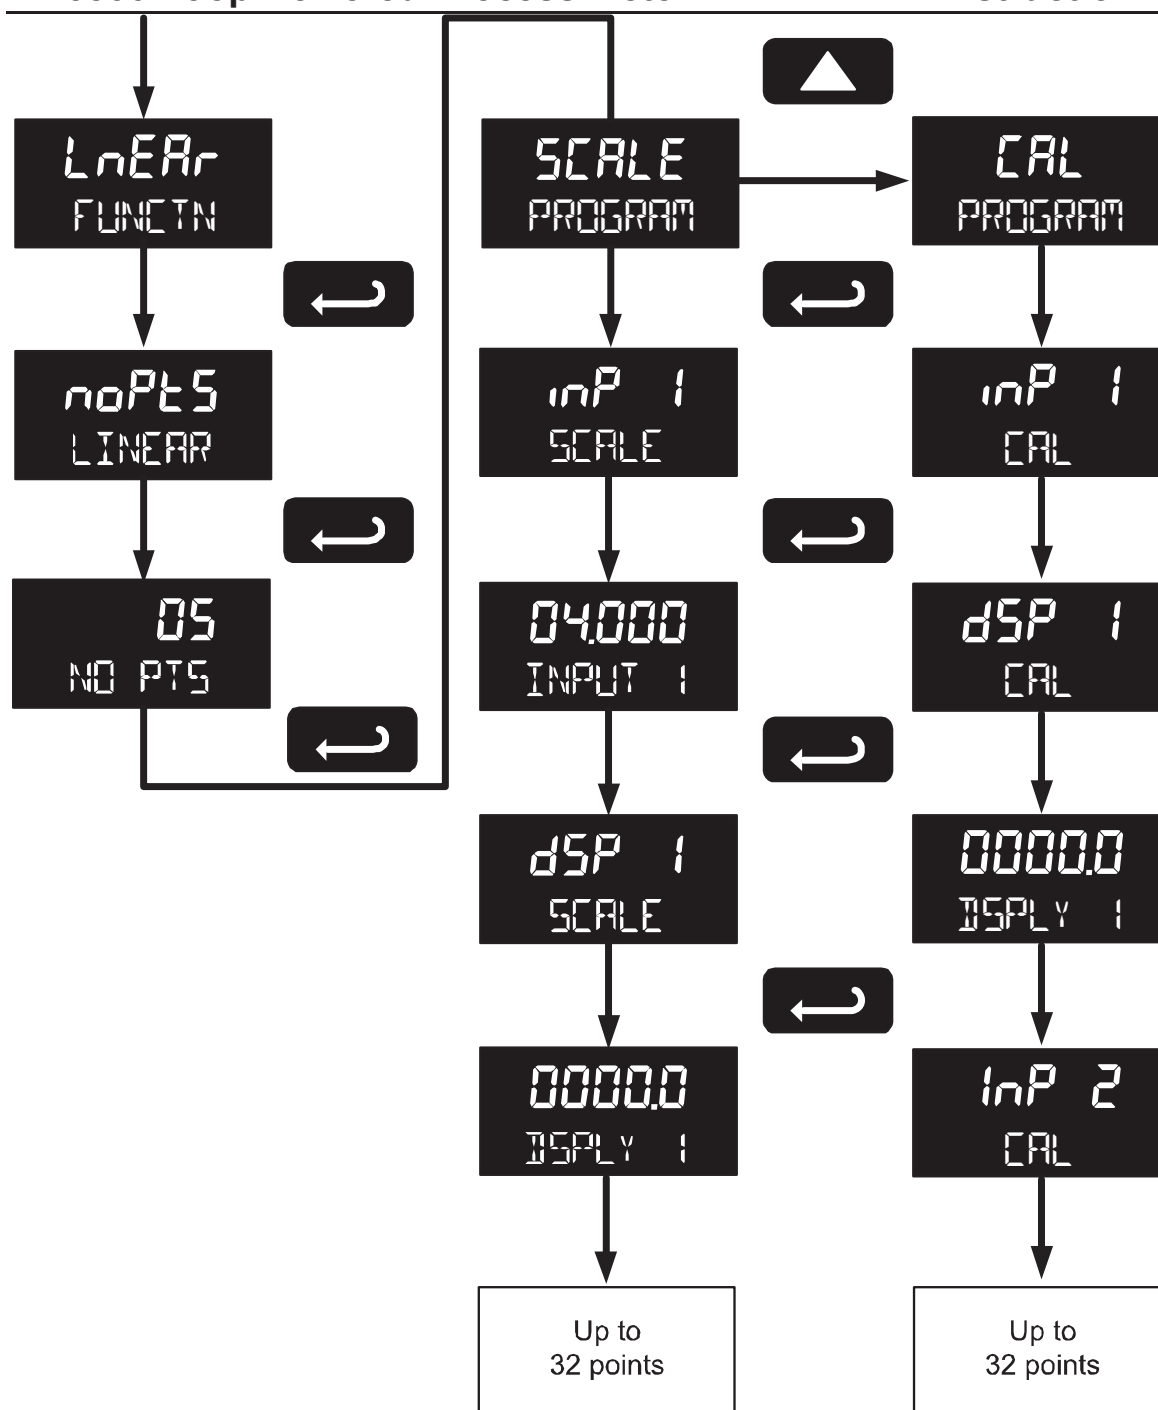 LnEAr
FUNCTN
noPtS
LINEAR
05
NO PTS
SCALE
PROGRAM
inP 1
SCALE
04.000
INPUT 1
dSP 1
SCALE
0000.0
DSPLY 1
Up to
32 points
CAL
PROGRAM
inP 1
CAL
dSP 1
CAL
0000.0
DSPLY 1
InP 2
CAL
Up to
32 points